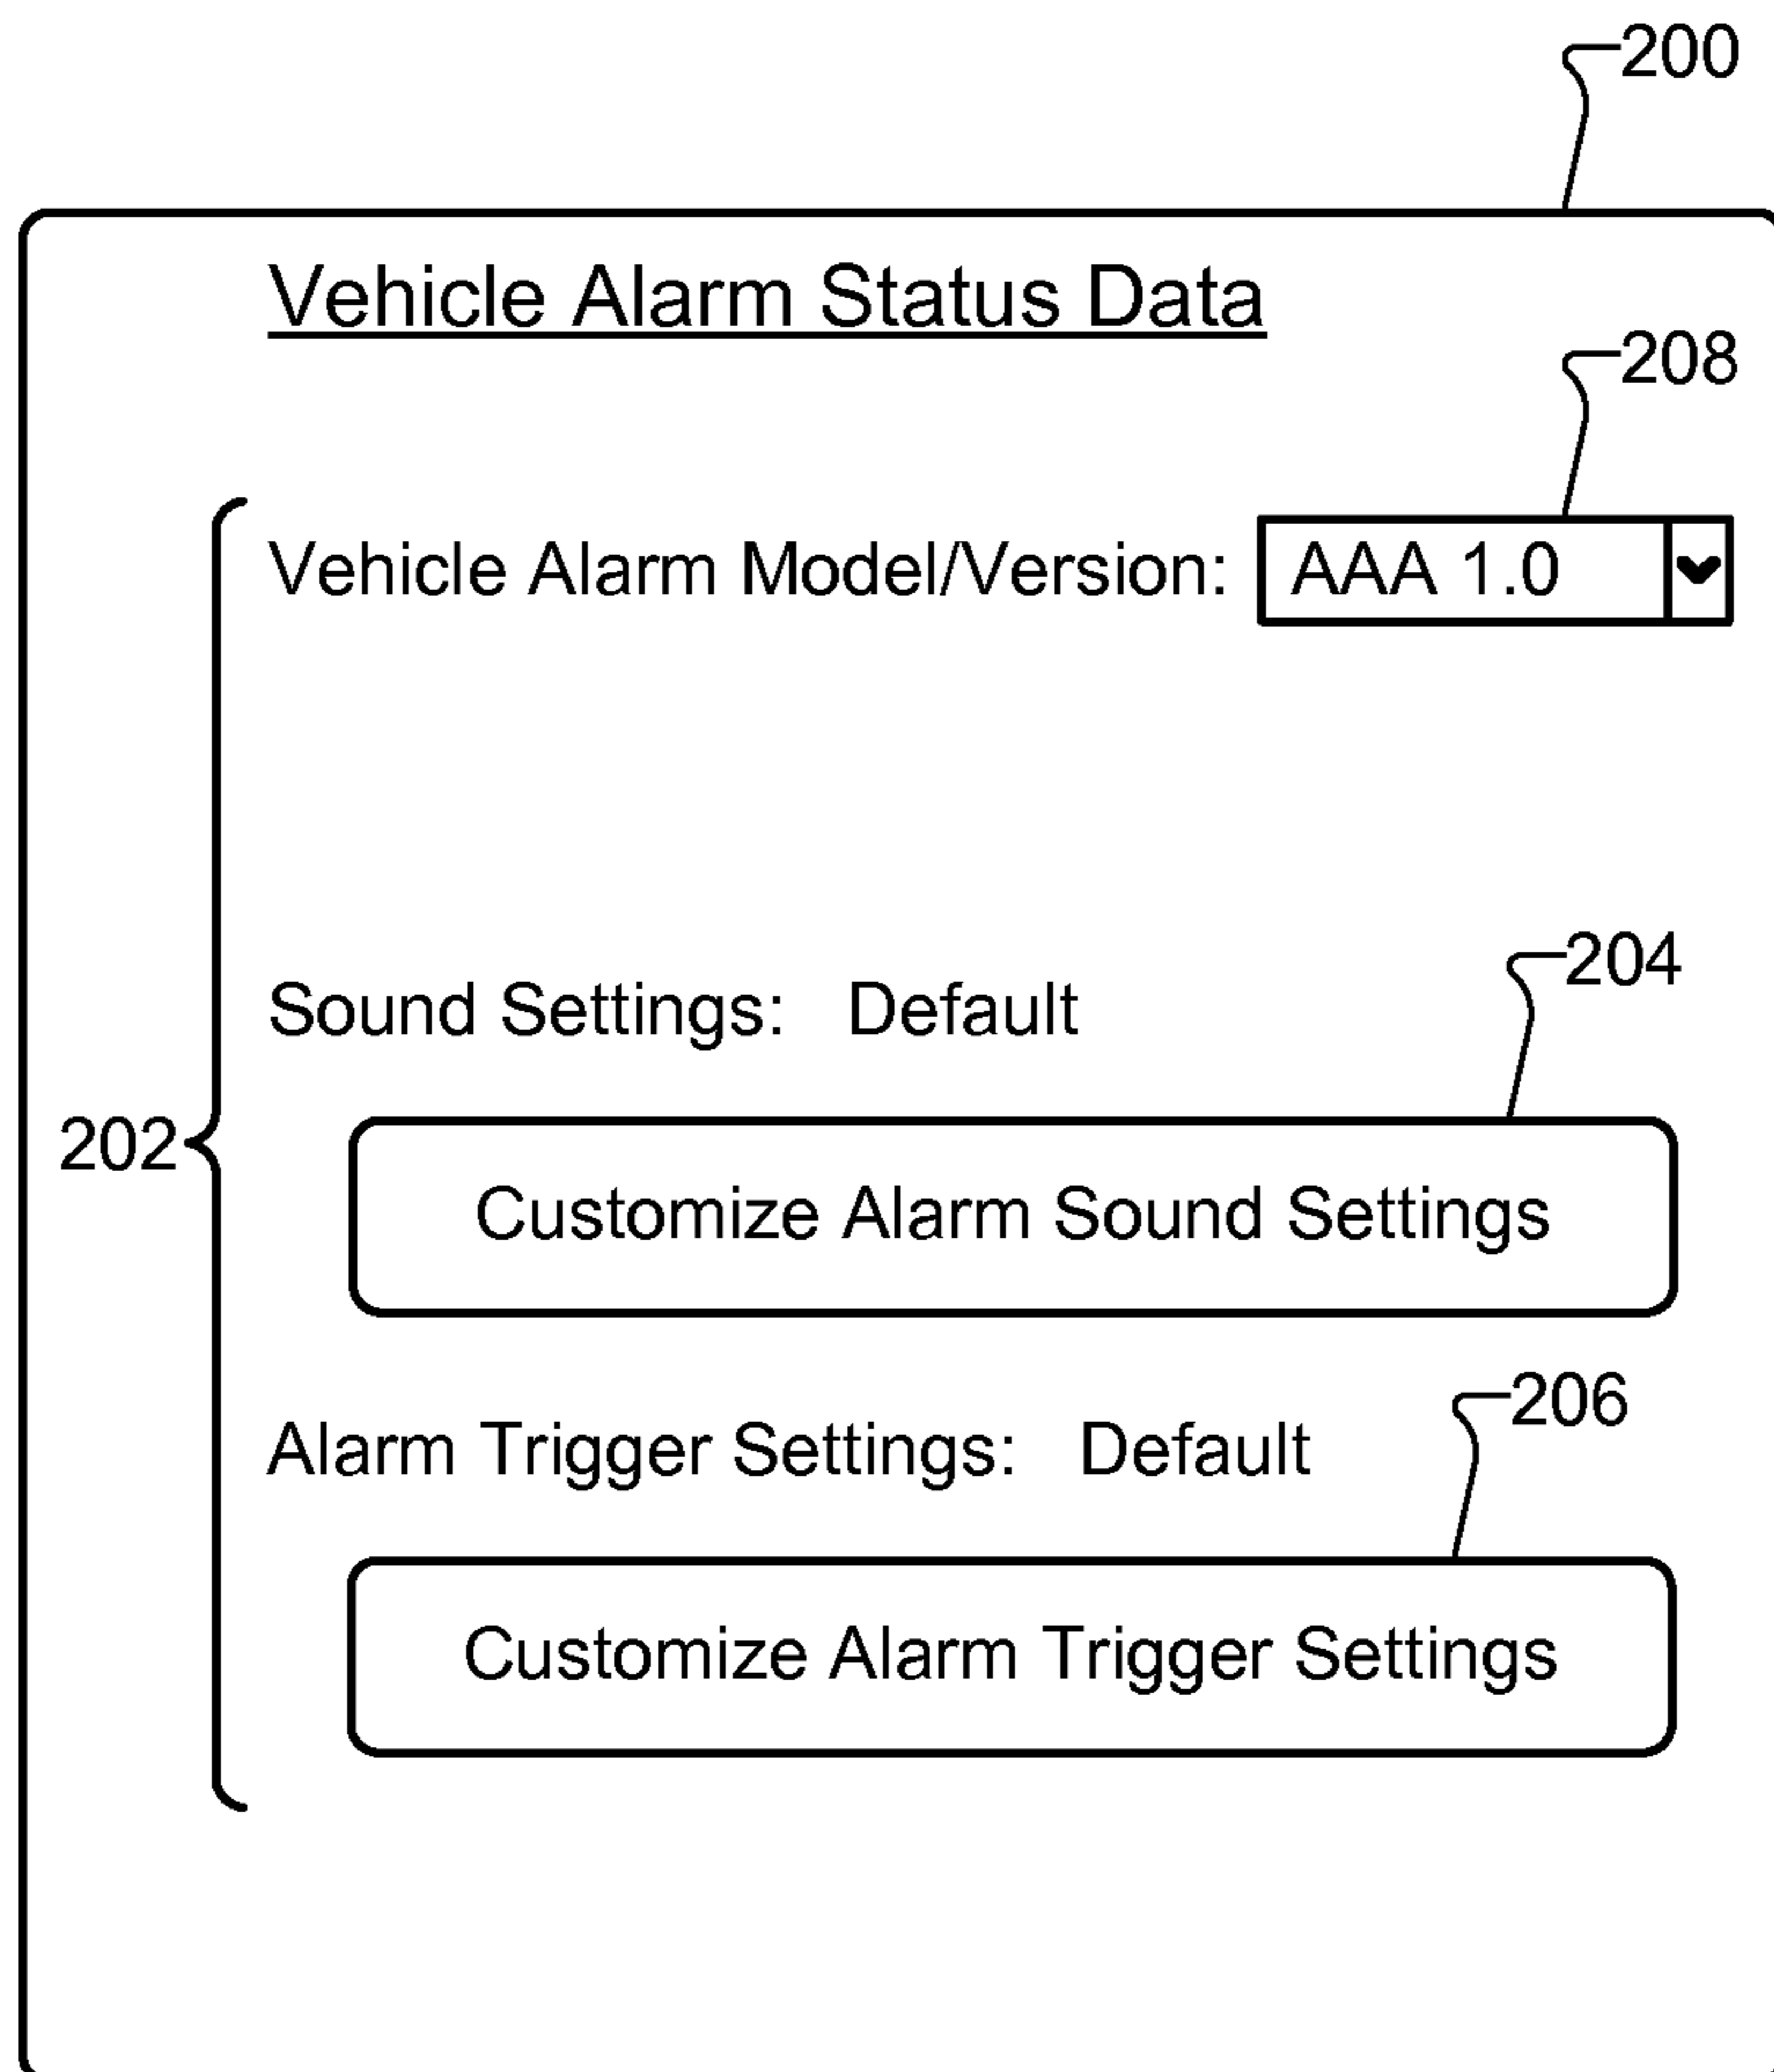 200
Vehicle Alarm Status Data
208
Vehicle Alarm Model/Version: AAA 1.0
204
Sound Settings: Default
202
Customize Alarm Sound Settings
206
Alarm Trigger Settings: Default
Customize Alarm Trigger Settings